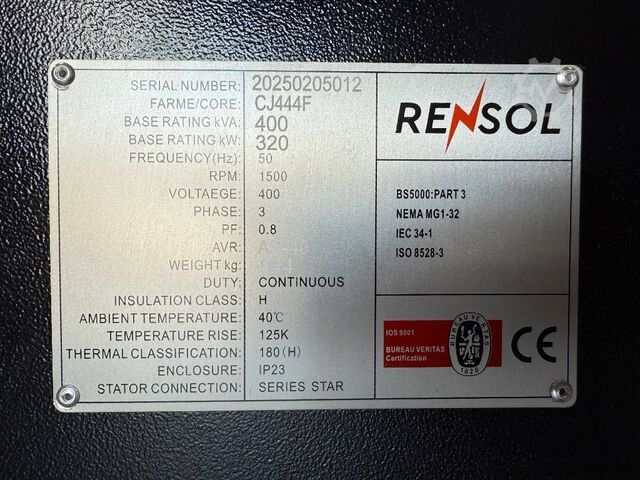 SERIAL NUMBER: 20250205012
FARME/CORE: CJ444F
BASE RATING kVA: 400
BASE RATING kW: 320
FREQUENCY(Hz): 50
RPM: 1500
VOLTAEGE: 400
PHASE: 3
PF: 0.8
AVR:
WEIGHT kg:
DUTY: CONTINUOUS
INSULATION CLASS: H
AMBIENT TEMPERATURE: 40℃
TEMPERATURE RISE: 125K
THERMAL CLASSIFICATION: 180(H)
ENCLOSURE: IP23
STATOR CONNECTION: SERIES STAR
RENSOL
BS5000:PART 3
NEMA MG1-32
IEC 34-1
ISO 8528-3
IOS 9001
BUREAU VERITAS
Certification
BUREAU VERITAS
1828
CE